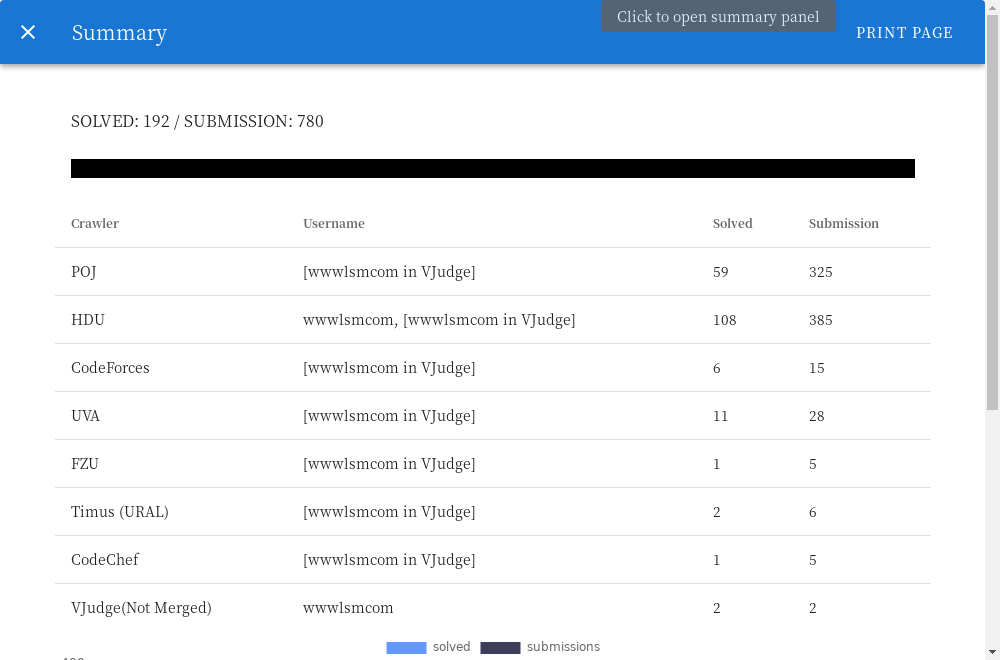 Click to open summary panel
Summary PRINT PAGE
SOLVED: 192 / SUBMISSION: 780
Crawler Username Solved Submission
POJ [wwwlsmcom in VJudge] 59 325
HDU wwwlsmcom, [wwwlsmcom in VJudge] 108 385
CodeForces [wwwlsmcom in VJudge] 6 15
UVA [wwwlsmcom in VJudge] 11 28
FZU [wwwlsmcom in VJudge] 1 5
Timus (URAL) [wwwlsmcom in VJudge] 2 6
CodeChef [wwwlsmcom in VJudge] 1 5
VJudge(Not Merged) wwwlsmcom 2 2
solved submissions